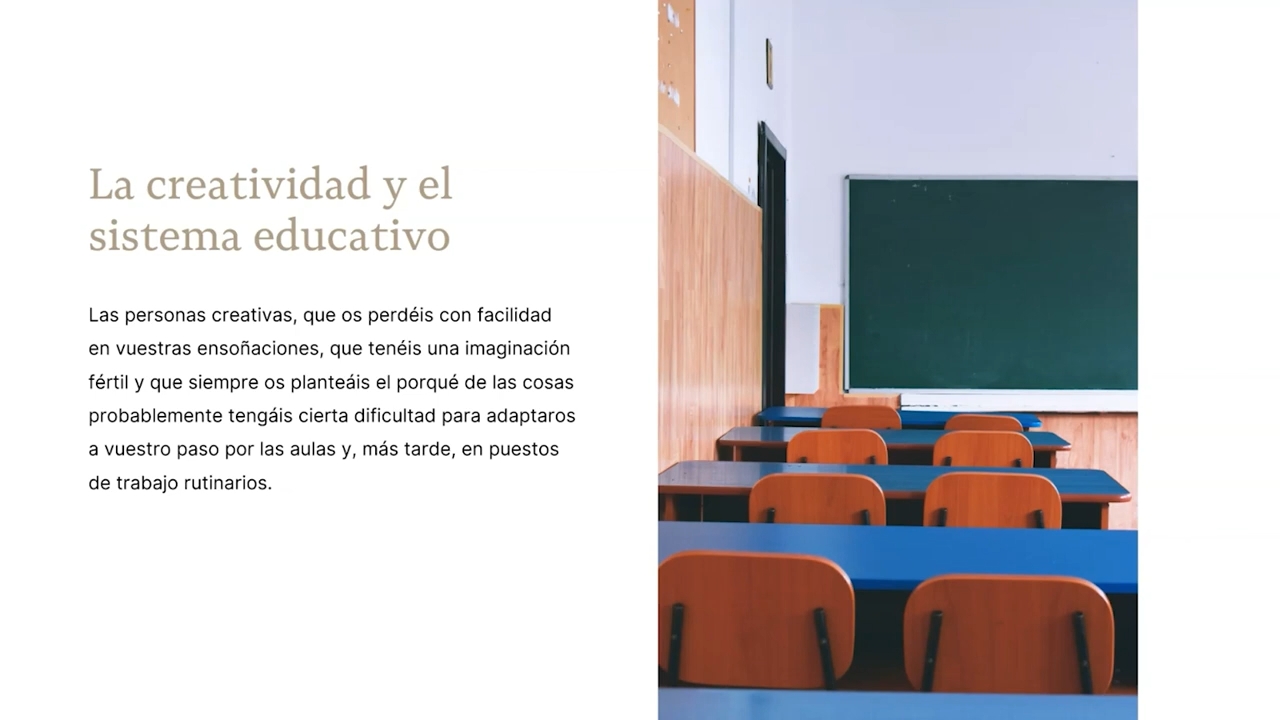 La creatividad y el
sistema educativo
Las personas creativas, que os perdéis con facilidad
en vuestras ensoñaciones, que tenéis una imaginación
fértil y que siempre os planteáis el porqué de las cosas
probablemente tengáis cierta dificultad para adaptaros
a vuestro paso por las aulas y, más tarde, en puestos
de trabajo rutinarios.